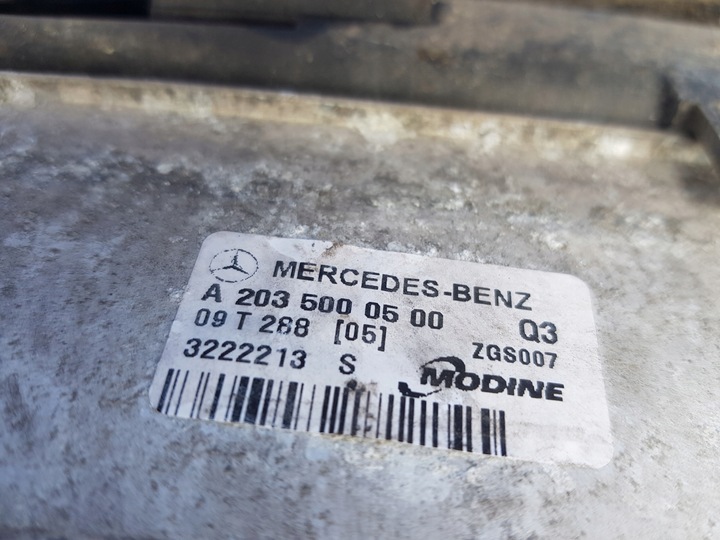 MERCEDES-BENZ
A 203 500 05 00 Q3
09 T 288 [05] ZGS007
3222213 S MODINE